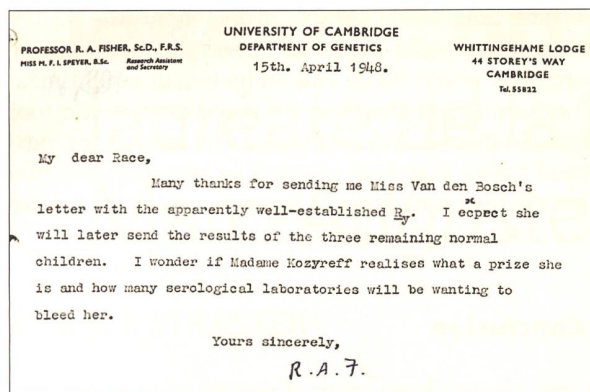 UNIVERSITY OF CAMBRIDGE
PROFESSOR R. A. FISHER, Sc.D., F.R.S.
DEPARTMENT OF GENETICS
WHITTINGEHAME LODGE
MISS M. F. I. SPEYER, B.Sc. Research Assistant and Secretary
44 STOREY'S WAY
15th. April 1948.
CAMBRIDGE
Tel. 55822
My dear Race,
Many thanks for sending me Miss Van den Bosch's
letter with the apparently well-established Ry. I ecpect she
x
will later send the results of the three remaining normal
children. I wonder if Madame Kozyreff realises what a prize she
is and how many serological laboratories will be wanting to
bleed her.
Yours sincerely,
R.A.F.